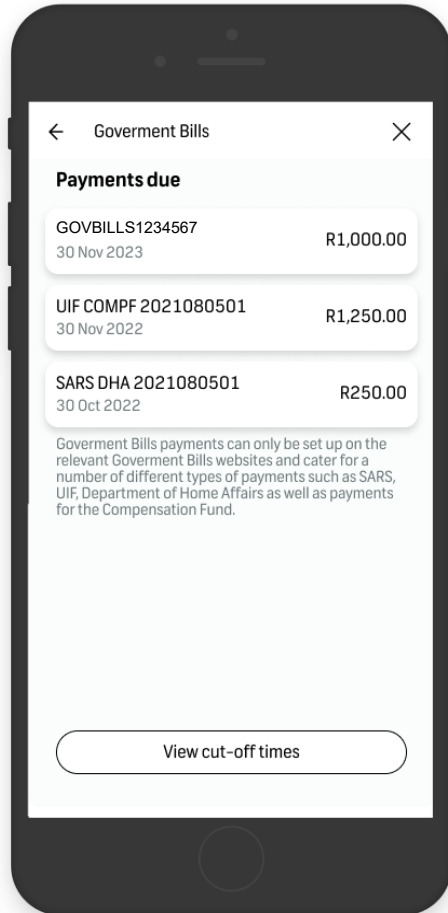 Goverment Bills
Payments due
GOVBILLS1234567
R1,000.00
30 Nov 2023
UIF COMPF 2021080501
R1,250.00
30 Nov 2022
SARS DHA 2021080501
R250.00
30 Oct 2022
Goverment Bills payments can only be set up on the
relevant Goverment Bills websites and cater for a
number of different types of payments such as SARS,
UIF, Department of Home Affairs as well as payments
for the Compensation Fund.
View cut-off times